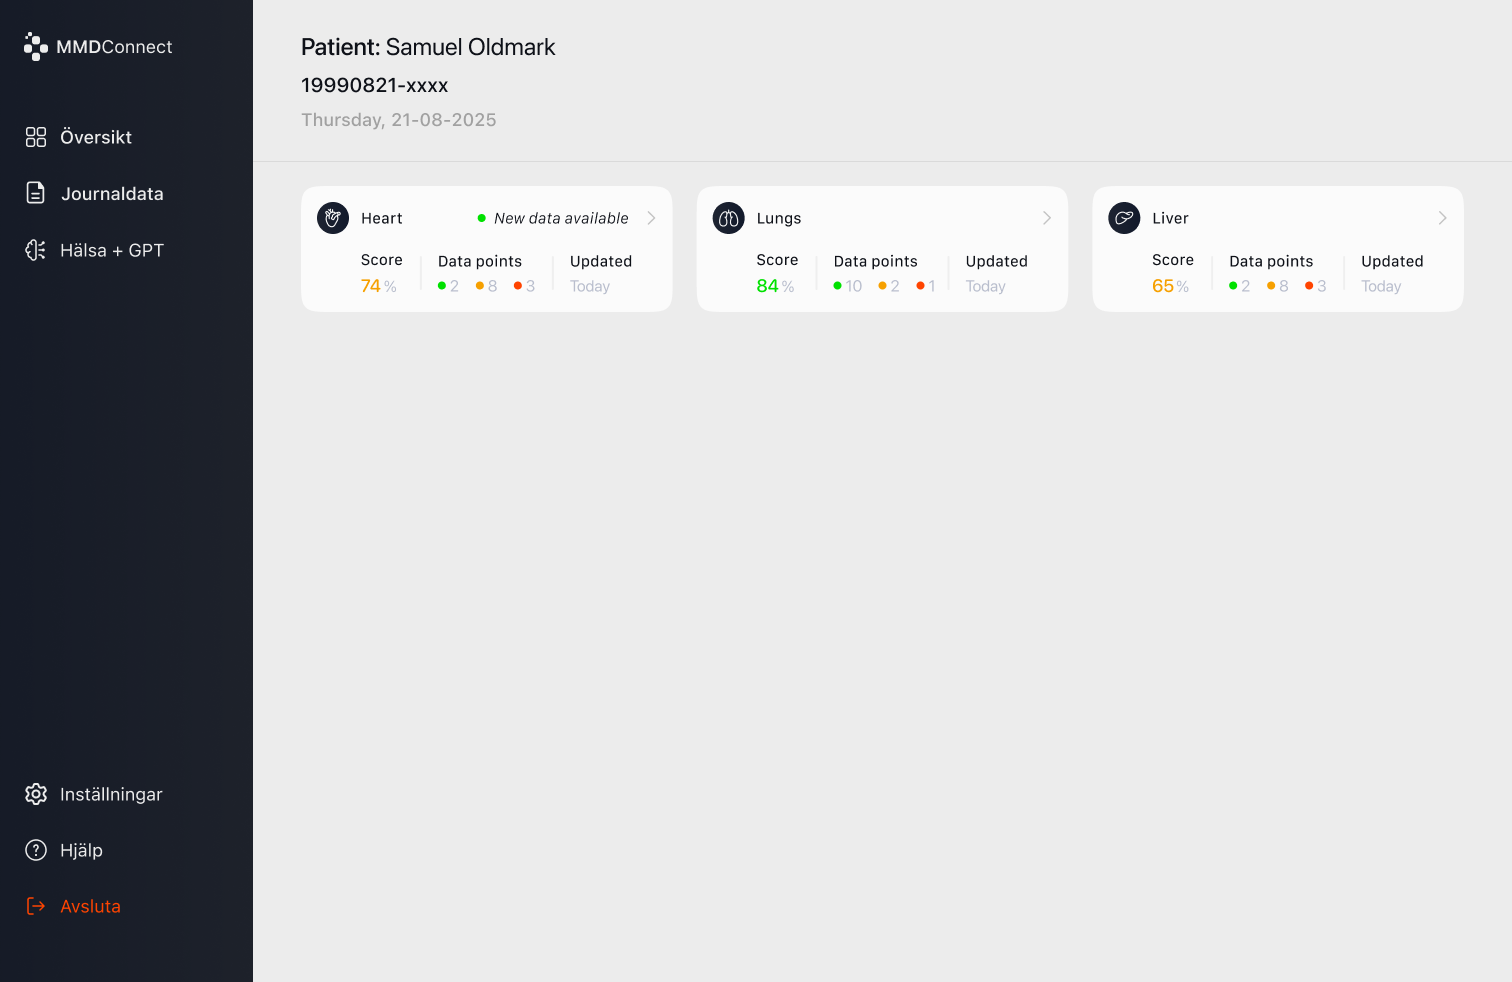 MMDConnect
Översikt
Journaldata
Hälsa + GPT
Inställningar
Hjälp
Avsluta
Patient: Samuel Oldmark
19990821-xxxx
Thursday, 21-08-2025
Heart
New data available
Score
Data points
Updated
74 %
2 8 3
Today
Lungs
Score
Data points
Updated
84 %
10 2 1
Today
Liver
Score
Data points
Updated
65 %
2 8 3
Today